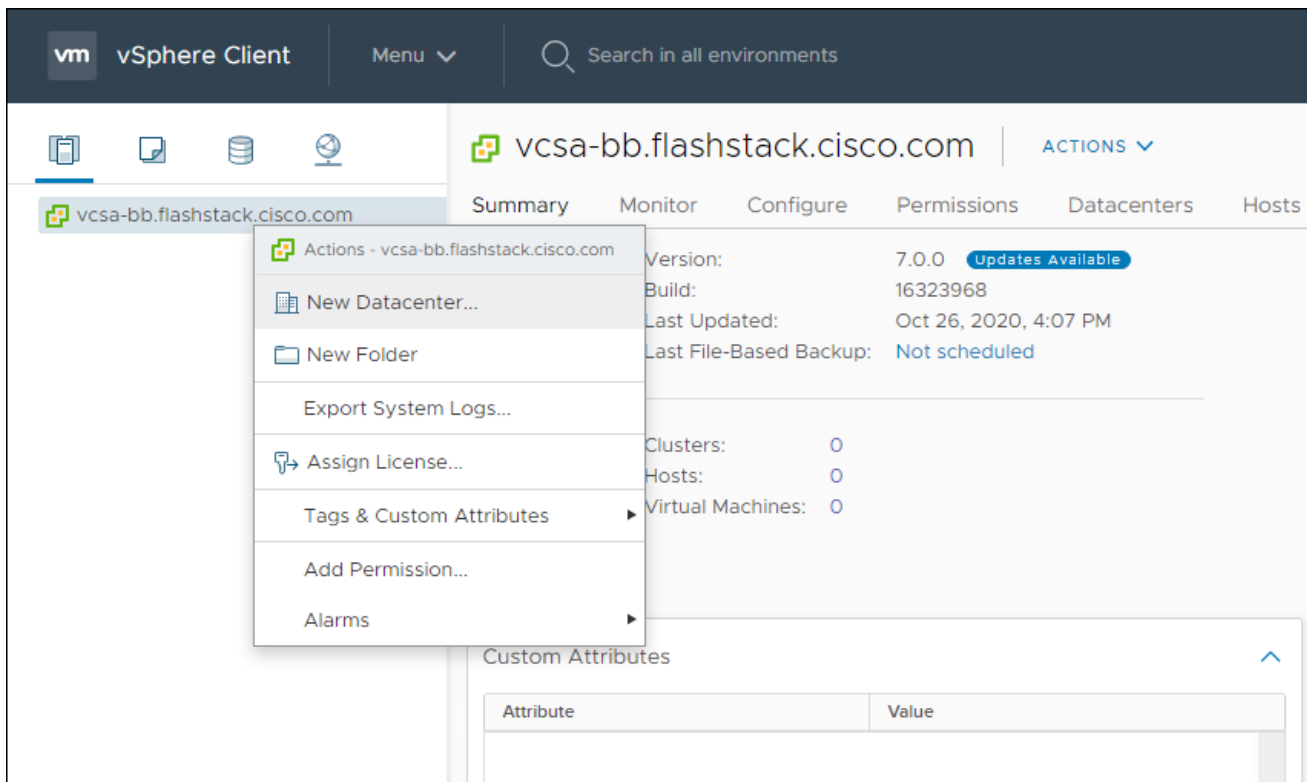 vm vSphere Client Menu Search in all environments
vcsa-bb.flashstack.cisco.com
vcsa-bb.flashstack.cisco.com ACTIONS
Summary Monitor Configure Permissions Datacenters Hosts
Actions - vcsa-bb.flashstack.cisco.com
New Datacenter...
New Folder
Export System Logs...
Assign License...
Tags & Custom Attributes
Add Permission...
Alarms
Version: 7.0.0 Updates Available
Build: 16323968
Last Updated: Oct 26, 2020, 4:07 PM
Last File-Based Backup: Not scheduled
Clusters: 0
Hosts: 0
Virtual Machines: 0
Custom Attributes
Attribute Value